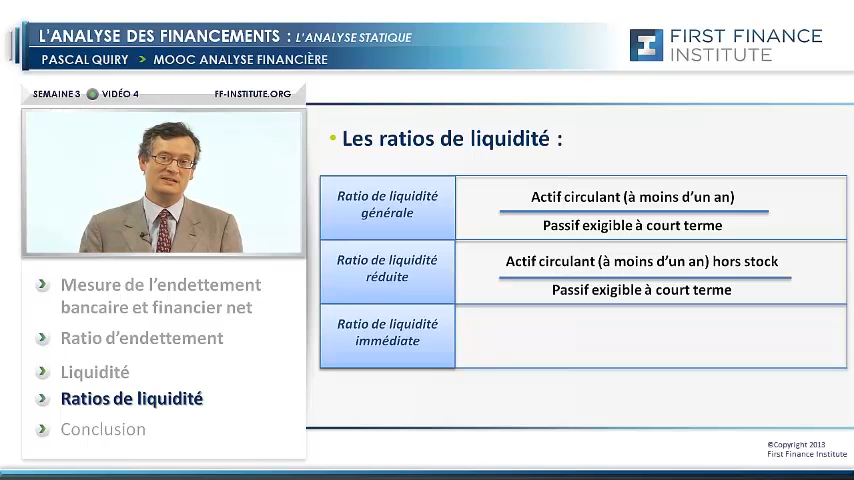 L'ANALYSE DES FINANCEMENTS : L'ANALYSE STATIQUE
PASCAL QUIRY > MOOC ANALYSE FINANCIÈRE
FIRST FINANCE
INSTITUTE
SEMAINE 3 VIDÉO 4 FF-INSTITUTE.ORG
Mesure de l'endettement
bancaire et financier net
Ratio d'endettement
Liquidité
Ratios de liquidité
Conclusion
• Les ratios de liquidité :
Ratio de liquidité
générale
Actif circulant (à moins d'un an)
Passif exigible à court terme
Ratio de liquidité
réduite
Actif circulant (à moins d'un an) hors stock
Passif exigible à court terme
Ratio de liquidité
immédiate
©Copyright 2013
First Finance Institute